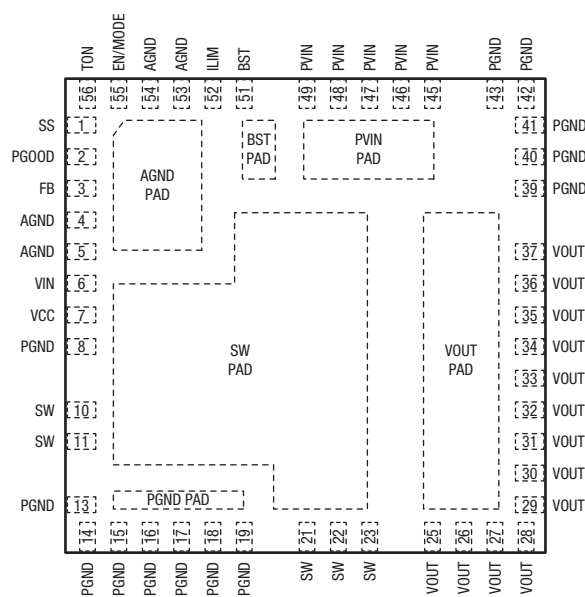 TON
EN/MODE
AGND
AGND
ILIM
BST
PVIN
PVIN
PVIN
PVIN
PVIN
PGND
PGND
56
55
54
53
52
51
49
48
47
46
45
43
42
SS 1
PGOOD 2
FB 3
AGND 4
AGND 5
VIN 6
VCC 7
PGND 8
SW 10
SW 11
PGND 13
AGND
PAD
BST
PAD
PVIN
PAD
SW
PAD
VOUT
PAD
PGND PAD
41 PGND
40 PGND
39 PGND
37 VOUT
36 VOUT
35 VOUT
34 VOUT
33 VOUT
32 VOUT
31 VOUT
30 VOUT
29 VOUT
14
15
16
17
18
19
21
22
23
25
26
27
28
PGND
PGND
PGND
PGND
PGND
PGND
SW
SW
SW
VOUT
VOUT
VOUT
VOUT